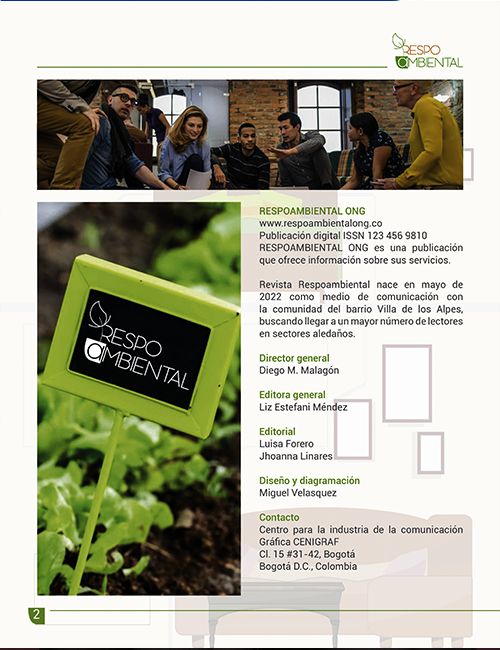 RESPO
AMBIENTAL
RESPO
AMBIENTAL
RESPOAMBIENTAL ONG
www.respoambientalong.co
Publicación digital ISSN 123 456 9810
RESPOAMBIENTAL ONG es una publicación
que ofrece información sobre sus servicios.
Revista Respoambiental nace en mayo de
2022 como medio de comunicación con
la comunidad del barrio Villa de los Alpes,
buscando llegar a un mayor número de lectores
en sectores aledaños.
Director general
Diego M. Malagón
Editora general
Liz Estefani Méndez
Editorial
Luisa Forero
Jhoanna Linares
Diseño y diagramación
Miguel Velasquez
Contacto
Centro para la industria de la comunicación
Gráfica CENIGRAF
Cl. 15 #31-42, Bogotá
Bogotá D.C., Colombia
2